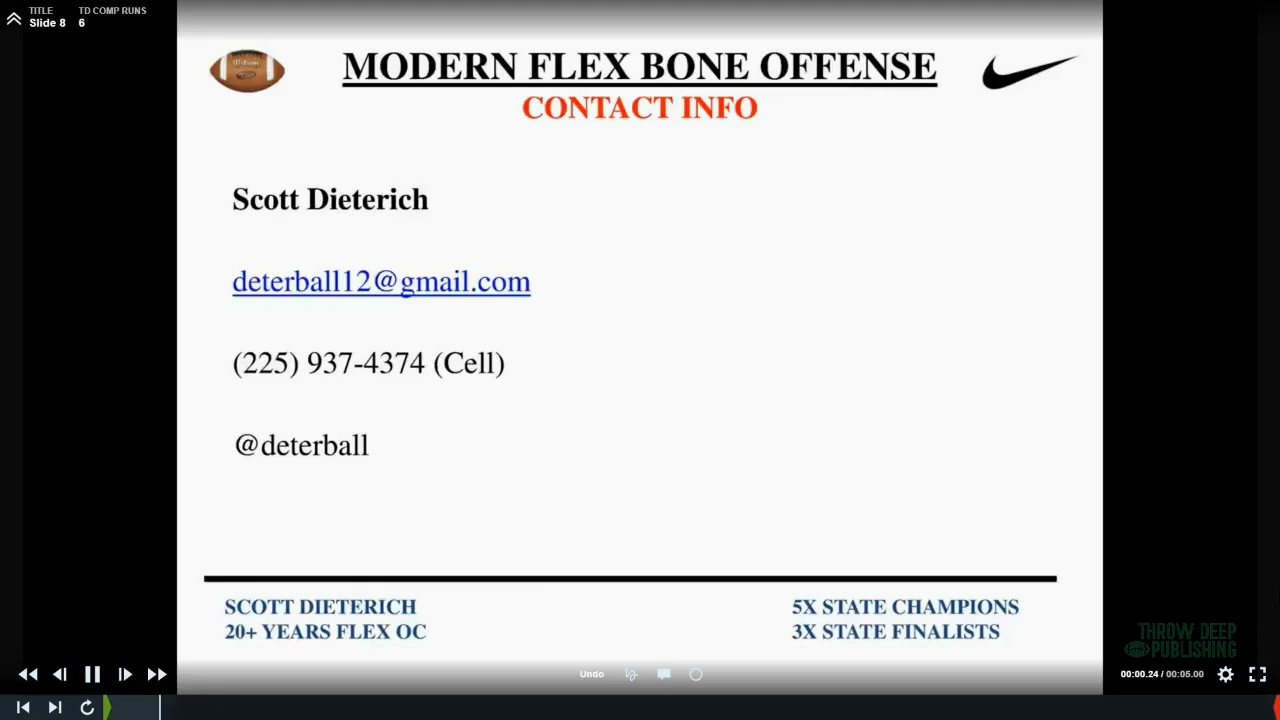 TITLE TD COMP RUNS
Slide 8 6
MODERN FLEX BONE OFFENSE
CONTACT INFO
Scott Dieterich
deterball12@gmail.com
(225) 937-4374 (Cell)
@deterball
SCOTT DIETERICH 5X STATE CHAMPIONS
20+ YEARS FLEX OC 3X STATE FINALISTS
THROW DEEP
PUBLISHING
Undo
00:00.24 / 00:05.00